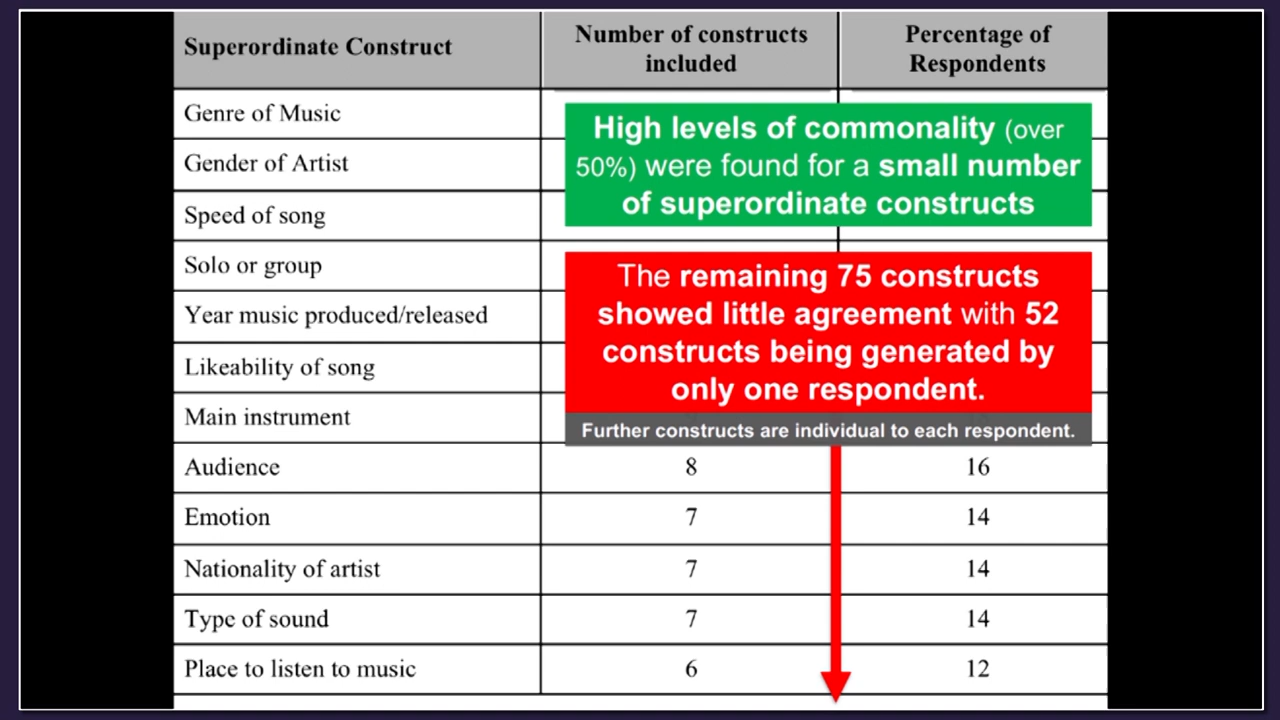 Superordinate Construct
Number of constructs
included
Percentage of
Respondents
Genre of Music
Gender of Artist
Speed of song
Solo or group
Year music produced/released
Likeability of song
Main instrument
High levels of commonality (over
50%) were found for a small number
of superordinate constructs
The remaining 75 constructs
showed little agreement with 52
constructs being generated by
only one respondent.
Further constructs are individual to each respondent.
Audience 8 16
Emotion 7 14
Nationality of artist 7 14
Type of sound 7 14
Place to listen to music 6 12